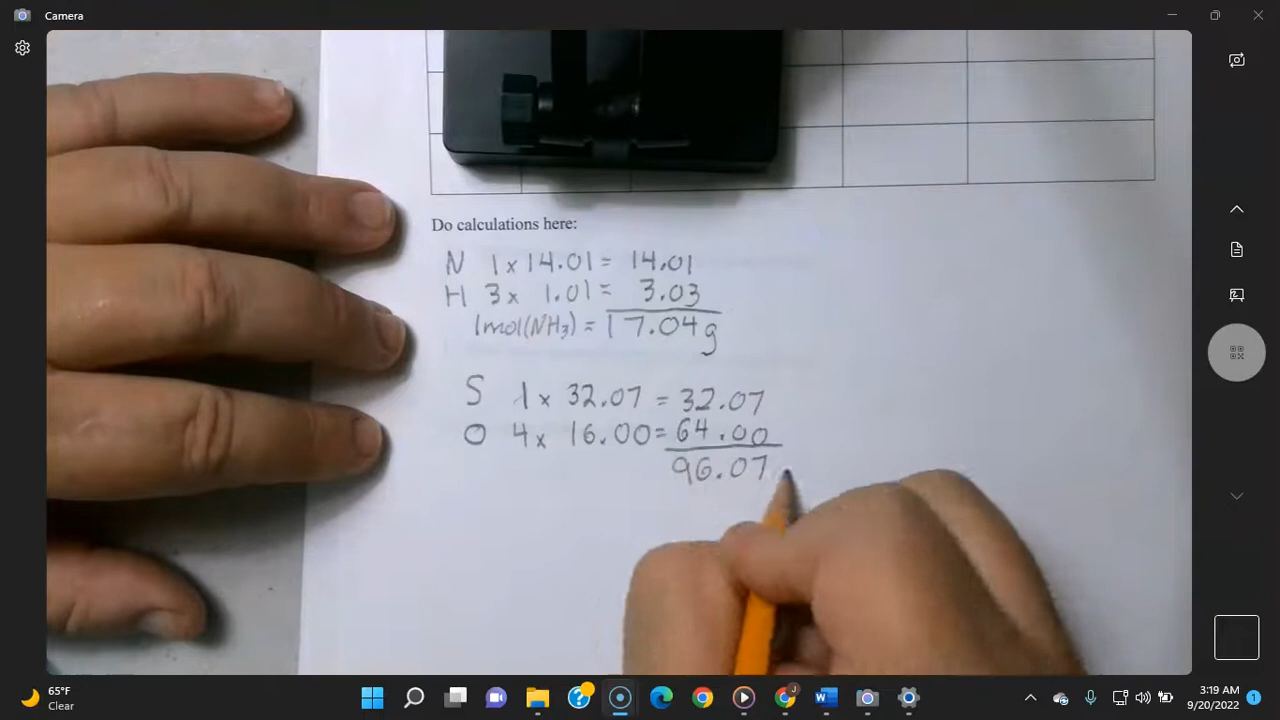 Camera
Do calculations here:
N 1 x 14.01 = 14.01
H 3 x 1.01 = 3.03
1mol(NH₃) = 17.04g
S 1 x 32.07 = 32.07
O 4 x 16.00 = 64.00
96.07
65°F
Clear
3:19 AM
9/20/2022
1